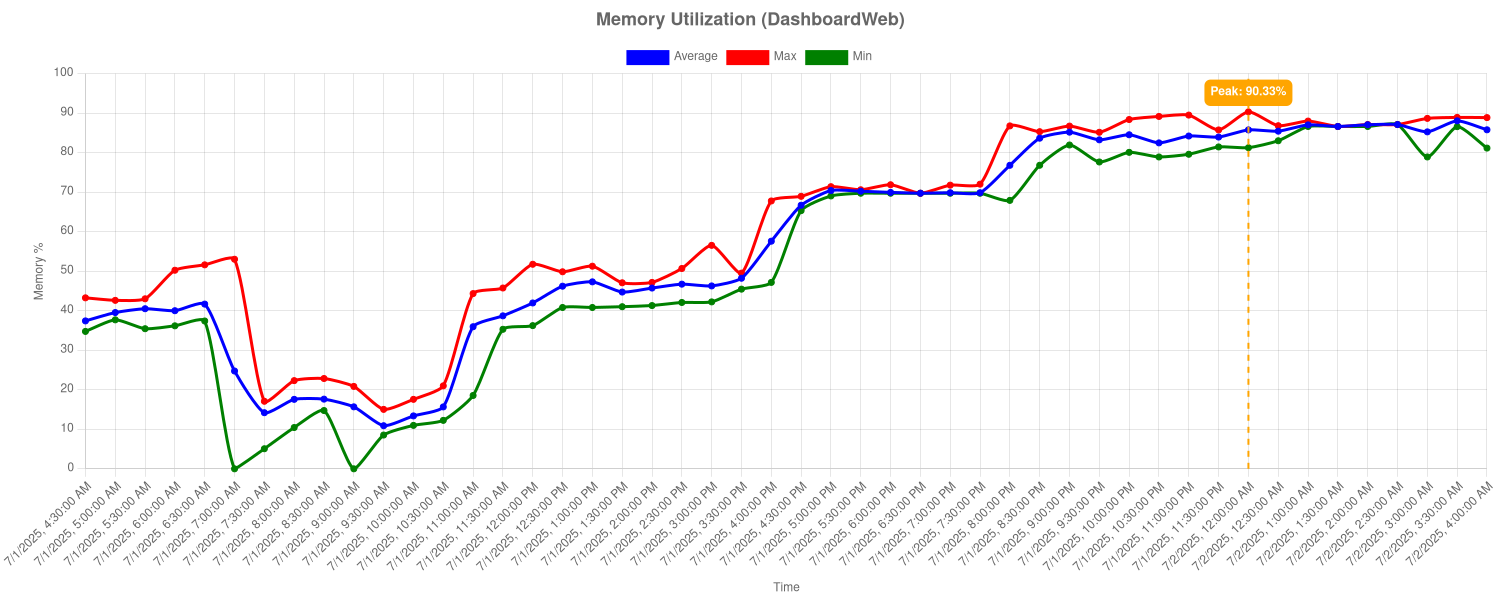 Memory Utilization (DashboardWeb)
Average Max Min
Peak: 90.33%
100
90
80
70
60
50
40
30
20
10
0
Memory %
7/1/2025, 4:30:00 AM
7/1/2025, 5:00:00 AM
7/1/2025, 5:30:00 AM
7/1/2025, 6:00:00 AM
7/1/2025, 6:30:00 AM
7/1/2025, 7:00:00 AM
7/1/2025, 7:30:00 AM
7/1/2025, 8:00:00 AM
7/1/2025, 8:30:00 AM
7/1/2025, 9:00:00 AM
7/1/2025, 9:30:00 AM
7/1/2025, 10:00:00 AM
7/1/2025, 10:30:00 AM
7/1/2025, 11:00:00 AM
7/1/2025, 11:30:00 AM
7/1/2025, 12:00:00 PM
7/1/2025, 12:30:00 PM
7/1/2025, 1:00:00 PM
7/1/2025, 1:30:00 PM
7/1/2025, 2:00:00 PM
7/1/2025, 2:30:00 PM
7/1/2025, 3:00:00 PM
7/1/2025, 3:30:00 PM
7/1/2025, 4:00:00 PM
7/1/2025, 4:30:00 PM
7/1/2025, 5:00:00 PM
7/1/2025, 5:30:00 PM
7/1/2025, 6:00:00 PM
7/1/2025, 6:30:00 PM
7/1/2025, 7:00:00 PM
7/1/2025, 7:30:00 PM
7/1/2025, 8:00:00 PM
7/1/2025, 8:30:00 PM
7/1/2025, 9:00:00 PM
7/1/2025, 9:30:00 PM
7/1/2025, 10:00:00 PM
7/1/2025, 10:30:00 PM
7/1/2025, 11:00:00 PM
7/1/2025, 11:30:00 PM
7/2/2025, 12:00:00 AM
7/2/2025, 12:30:00 AM
7/2/2025, 1:00:00 AM
7/2/2025, 1:30:00 AM
7/2/2025, 2:00:00 AM
7/2/2025, 2:30:00 AM
7/2/2025, 3:00:00 AM
7/2/2025, 3:30:00 AM
7/2/2025, 4:00:00 AM
Time